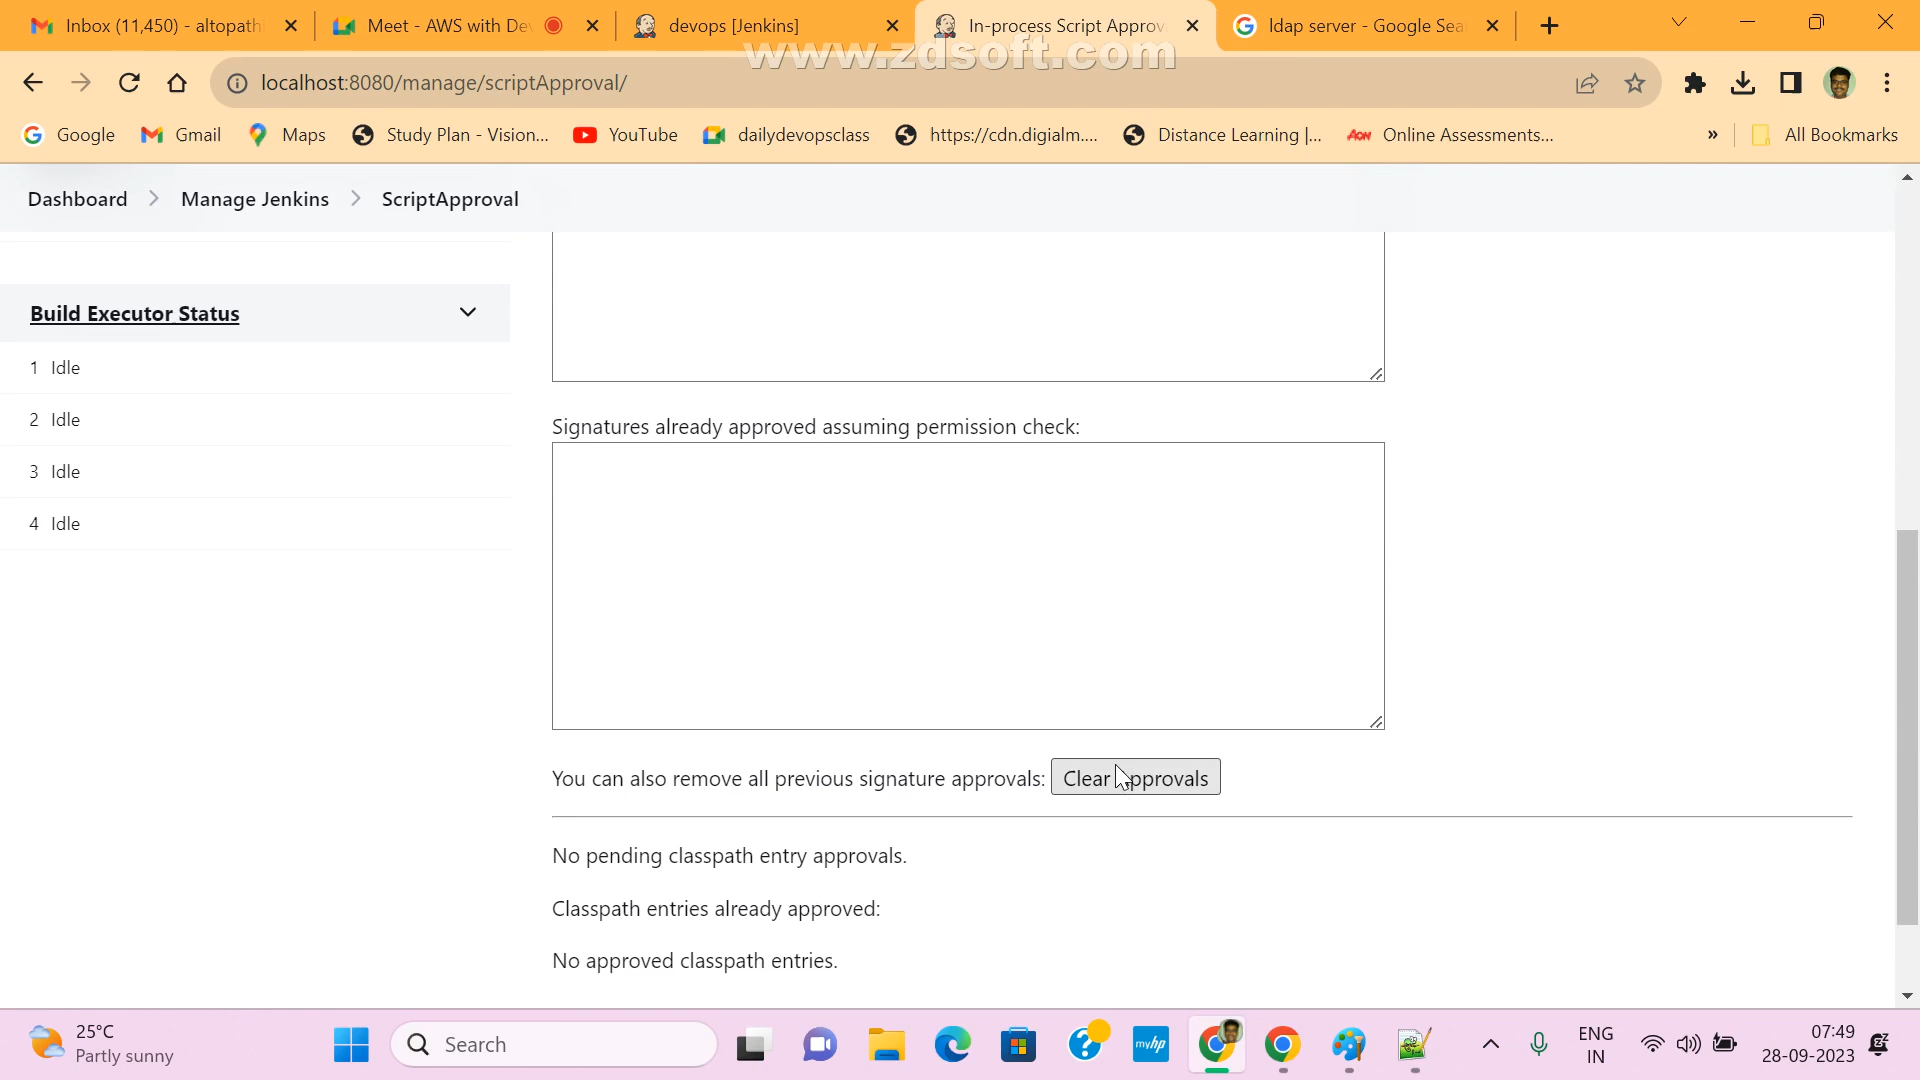 Inbox (11,450) - altopath
Meet - AWS with De
devops [Jenkins]
In-process Script Approv
ldap server - Google Sea
www.zdsoft.com
localhost:8080/manage/scriptApproval/
Google
Gmail
Maps
Study Plan - Vision...
YouTube
dailydevopsclass
https://cdn.digialm....
Distance Learning |...
AON
Online Assessments...
»
All Bookmarks
Dashboard > Manage Jenkins > ScriptApproval
Build Executor Status
1 Idle
2 Idle
3 Idle
4 Idle
Signatures already approved assuming permission check:
You can also remove all previous signature approvals: Clear Approvals
No pending classpath entry approvals.
Classpath entries already approved:
No approved classpath entries.
25°C
Partly sunny
Search
myhp
ENG
IN
07:49
28-09-2023